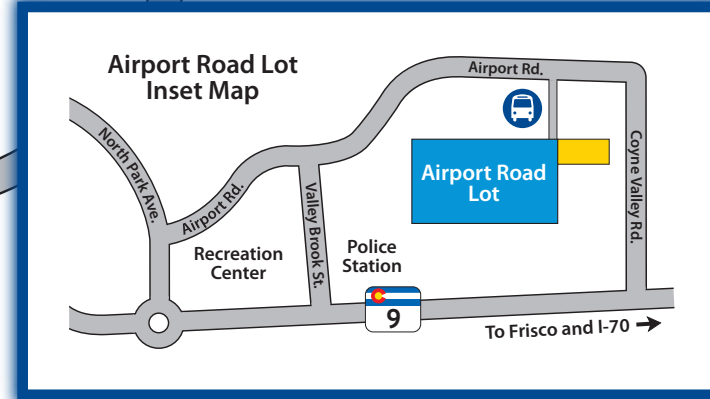 Airport Road Lot
Inset Map
Airport Rd.
North Park Ave.
Airport Rd.
Valley Brook St.
Coyne Valley Rd.
Airport Road
Lot
Recreation
Center
Police
Station
9
To Frisco and I-70